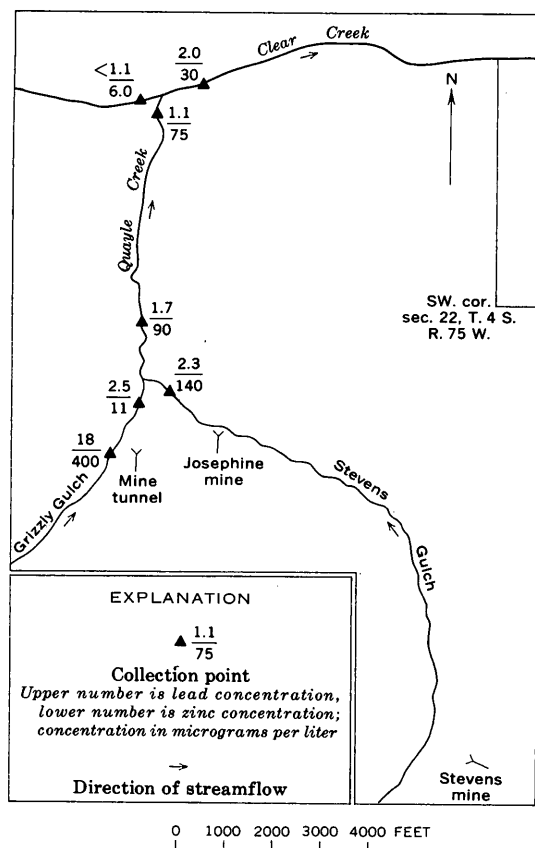 Clear Creek
<1.1
6.0
2.0
30
N
1.1
75
Quayle Creek
SW. cor.
sec. 22, T. 4 S.
R. 75 W.
1.7
90
2.3
140
2.5
11
18
400
Mine
tunnel
Josephine
mine
Stevens Gulch
Grizzly Gulch
EXPLANATION
1.1
75
Collection point
Upper number is lead concentration,
lower number is zinc concentration;
concentration in micrograms per liter
Direction of streamflow
Stevens
mine
0 1000 2000 3000 4000 FEET